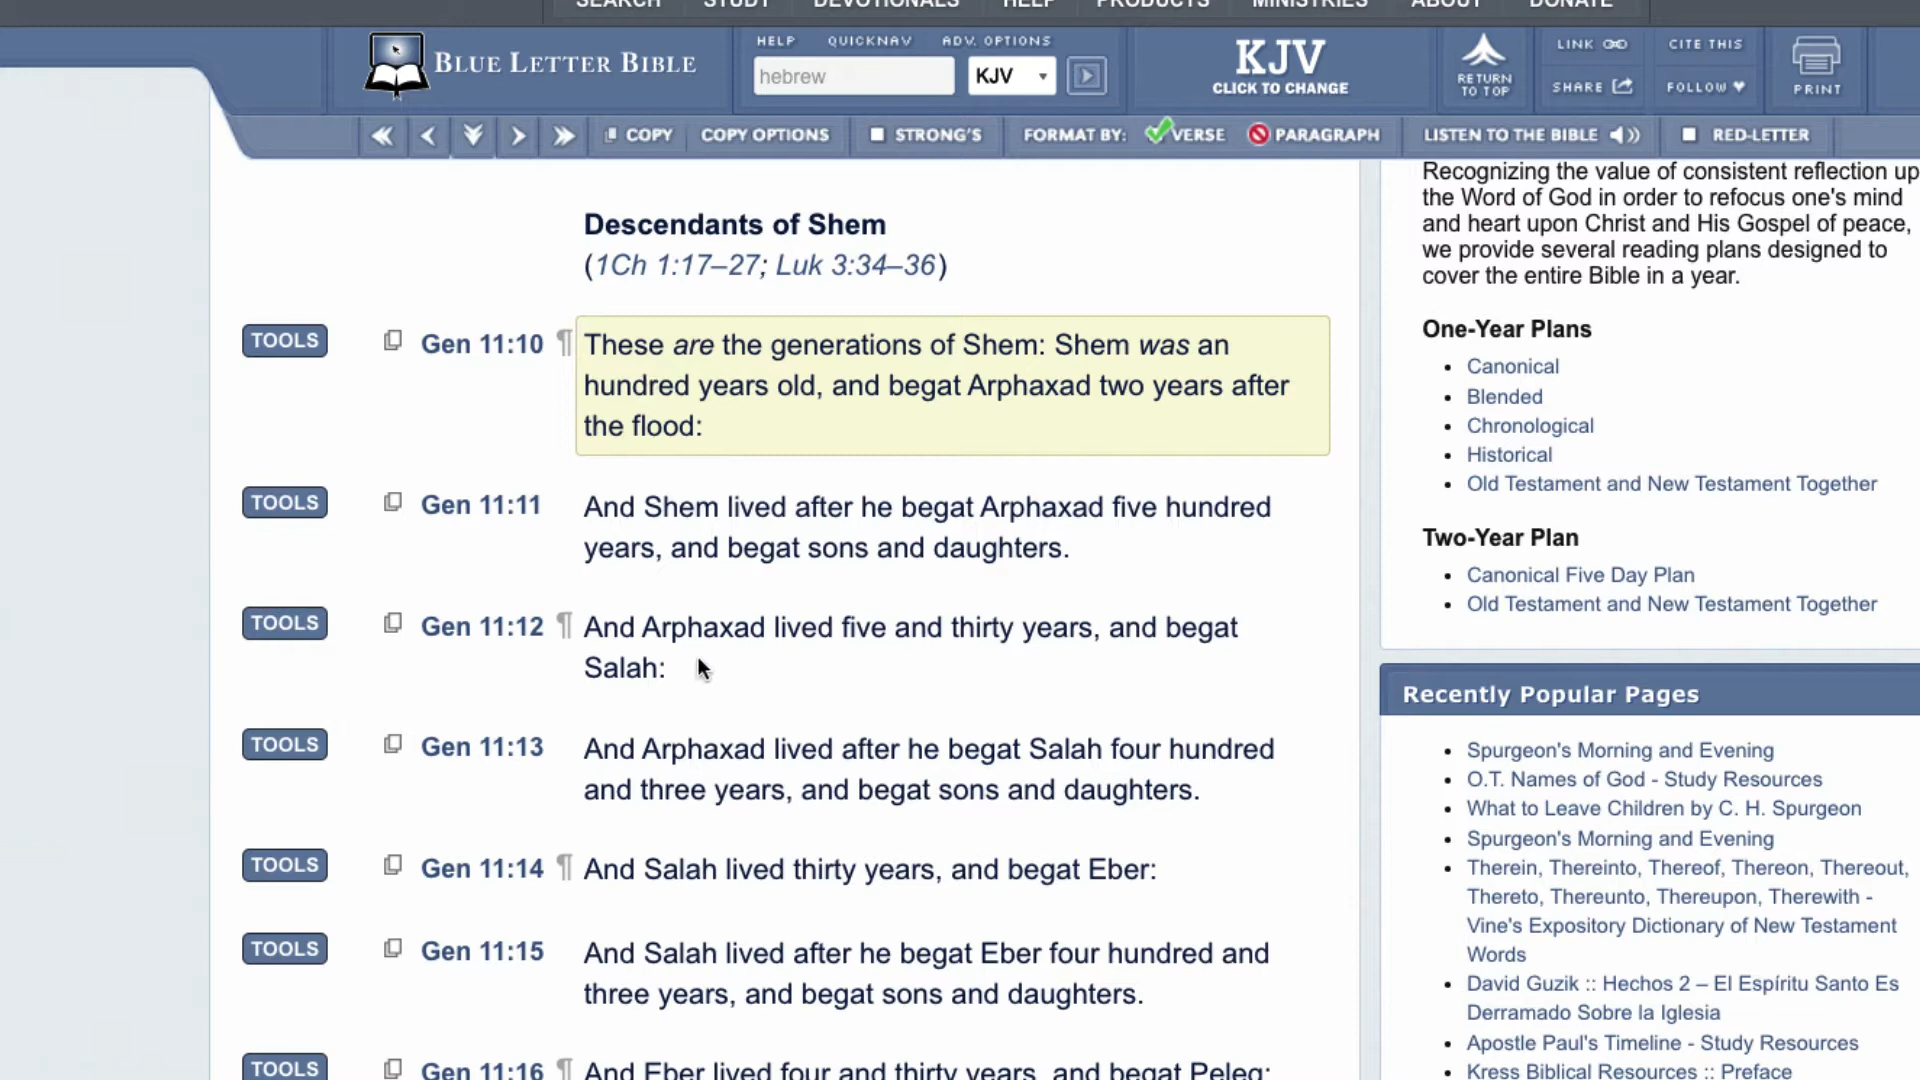 SEARCH STUDY DEVOTIONALS HELP PRODUCTS MINISTRIES ABOUT DONATE
BLUE LETTER BIBLE
HELP QUICKNAV ADV. OPTIONS
hebrew KJV
KJV
CLICK TO CHANGE
RETURN
TO TOP
LINK
SHARE
CITE THIS
FOLLOW
PRINT
COPY COPY OPTIONS STRONG'S FORMAT BY: VERSE PARAGRAPH LISTEN TO THE BIBLE RED-LETTER
Descendants of Shem
(1Ch 1:17–27; Luk 3:34–36)
TOOLS Gen 11:10 ¶ These are the generations of Shem: Shem was an
hundred years old, and begat Arphaxad two years after
the flood:
TOOLS Gen 11:11 And Shem lived after he begat Arphaxad five hundred
years, and begat sons and daughters.
TOOLS Gen 11:12 ¶ And Arphaxad lived five and thirty years, and begat
Salah:
TOOLS Gen 11:13 And Arphaxad lived after he begat Salah four hundred
and three years, and begat sons and daughters.
TOOLS Gen 11:14 ¶ And Salah lived thirty years, and begat Eber:
TOOLS Gen 11:15 And Salah lived after he begat Eber four hundred and
three years, and begat sons and daughters.
TOOLS Gen 11:16 ¶ And Eber lived four and thirty years, and begat Peleg:
Recognizing the value of consistent reflection up
the Word of God in order to refocus one's mind
and heart upon Christ and His Gospel of peace,
we provide several reading plans designed to
cover the entire Bible in a year.
One-Year Plans
• Canonical
• Blended
• Chronological
• Historical
• Old Testament and New Testament Together
Two-Year Plan
• Canonical Five Day Plan
• Old Testament and New Testament Together
Recently Popular Pages
• Spurgeon's Morning and Evening
• O.T. Names of God - Study Resources
• What to Leave Children by C. H. Spurgeon
• Spurgeon's Morning and Evening
• Therein, Thereinto, Thereof, Thereon, Thereout,
Thereto, Thereunto, Thereupon, Therewith -
Vine's Expository Dictionary of New Testament
Words
• David Guzik :: Hechos 2 – El Espíritu Santo Es
Derramado Sobre la Iglesia
• Apostle Paul's Timeline - Study Resources
• Kress Biblical Resources :: Preface